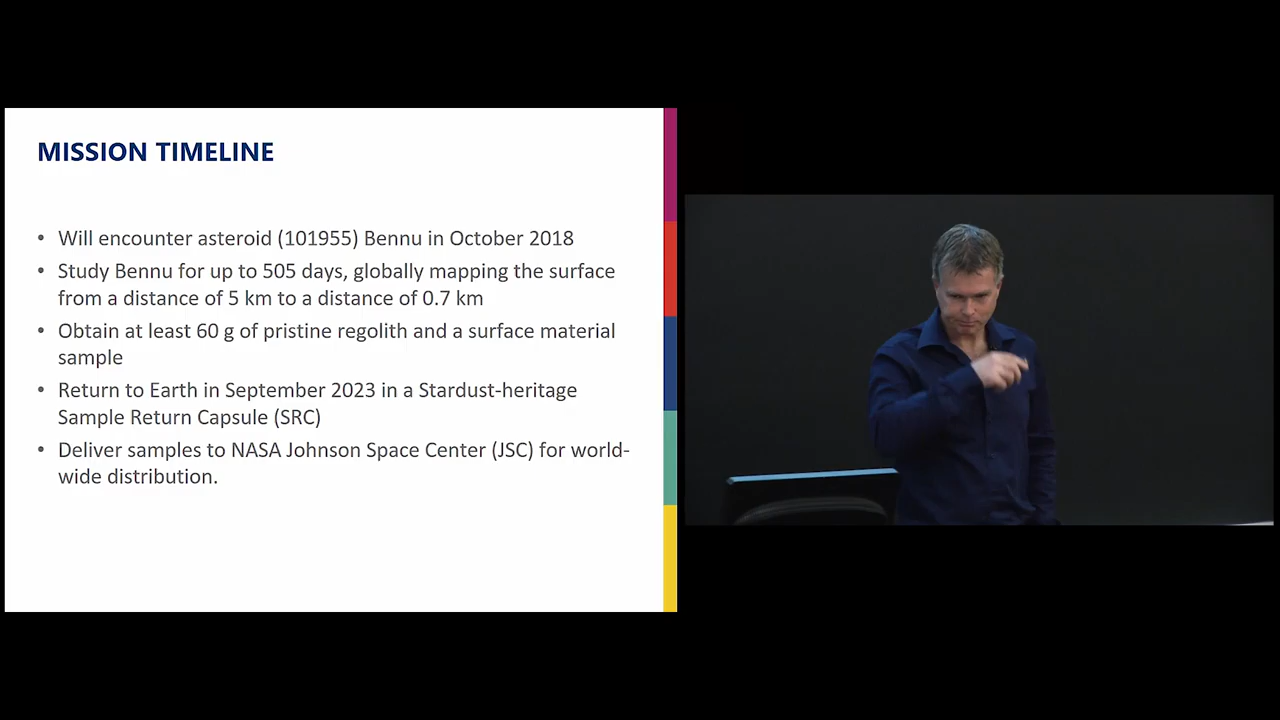 MISSION TIMELINE
• Will encounter asteroid (101955) Bennu in October 2018
• Study Bennu for up to 505 days, globally mapping the surface
from a distance of 5 km to a distance of 0.7 km
• Obtain at least 60 g of pristine regolith and a surface material
sample
• Return to Earth in September 2023 in a Stardust-heritage
Sample Return Capsule (SRC)
• Deliver samples to NASA Johnson Space Center (JSC) for world-
wide distribution.